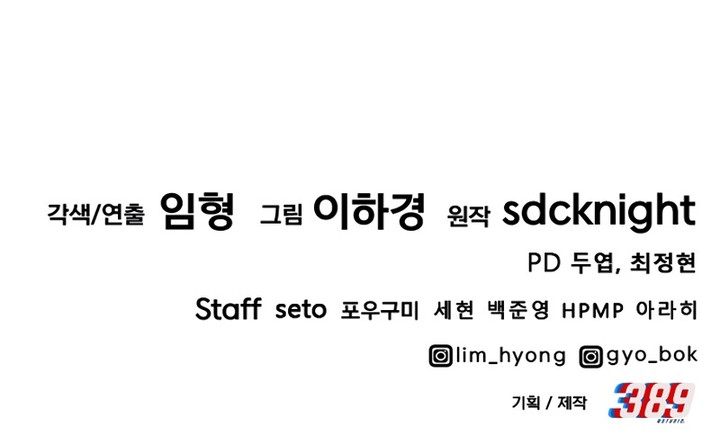 각색/연출 임형 그림 이하경 원작 sdcknight
PD 두엽, 최정현
Staff seto 포우구미 세현 백준영 HPMP 아라히
lim_hyong gyo_bok
기획 / 제작 389
STUDIO.